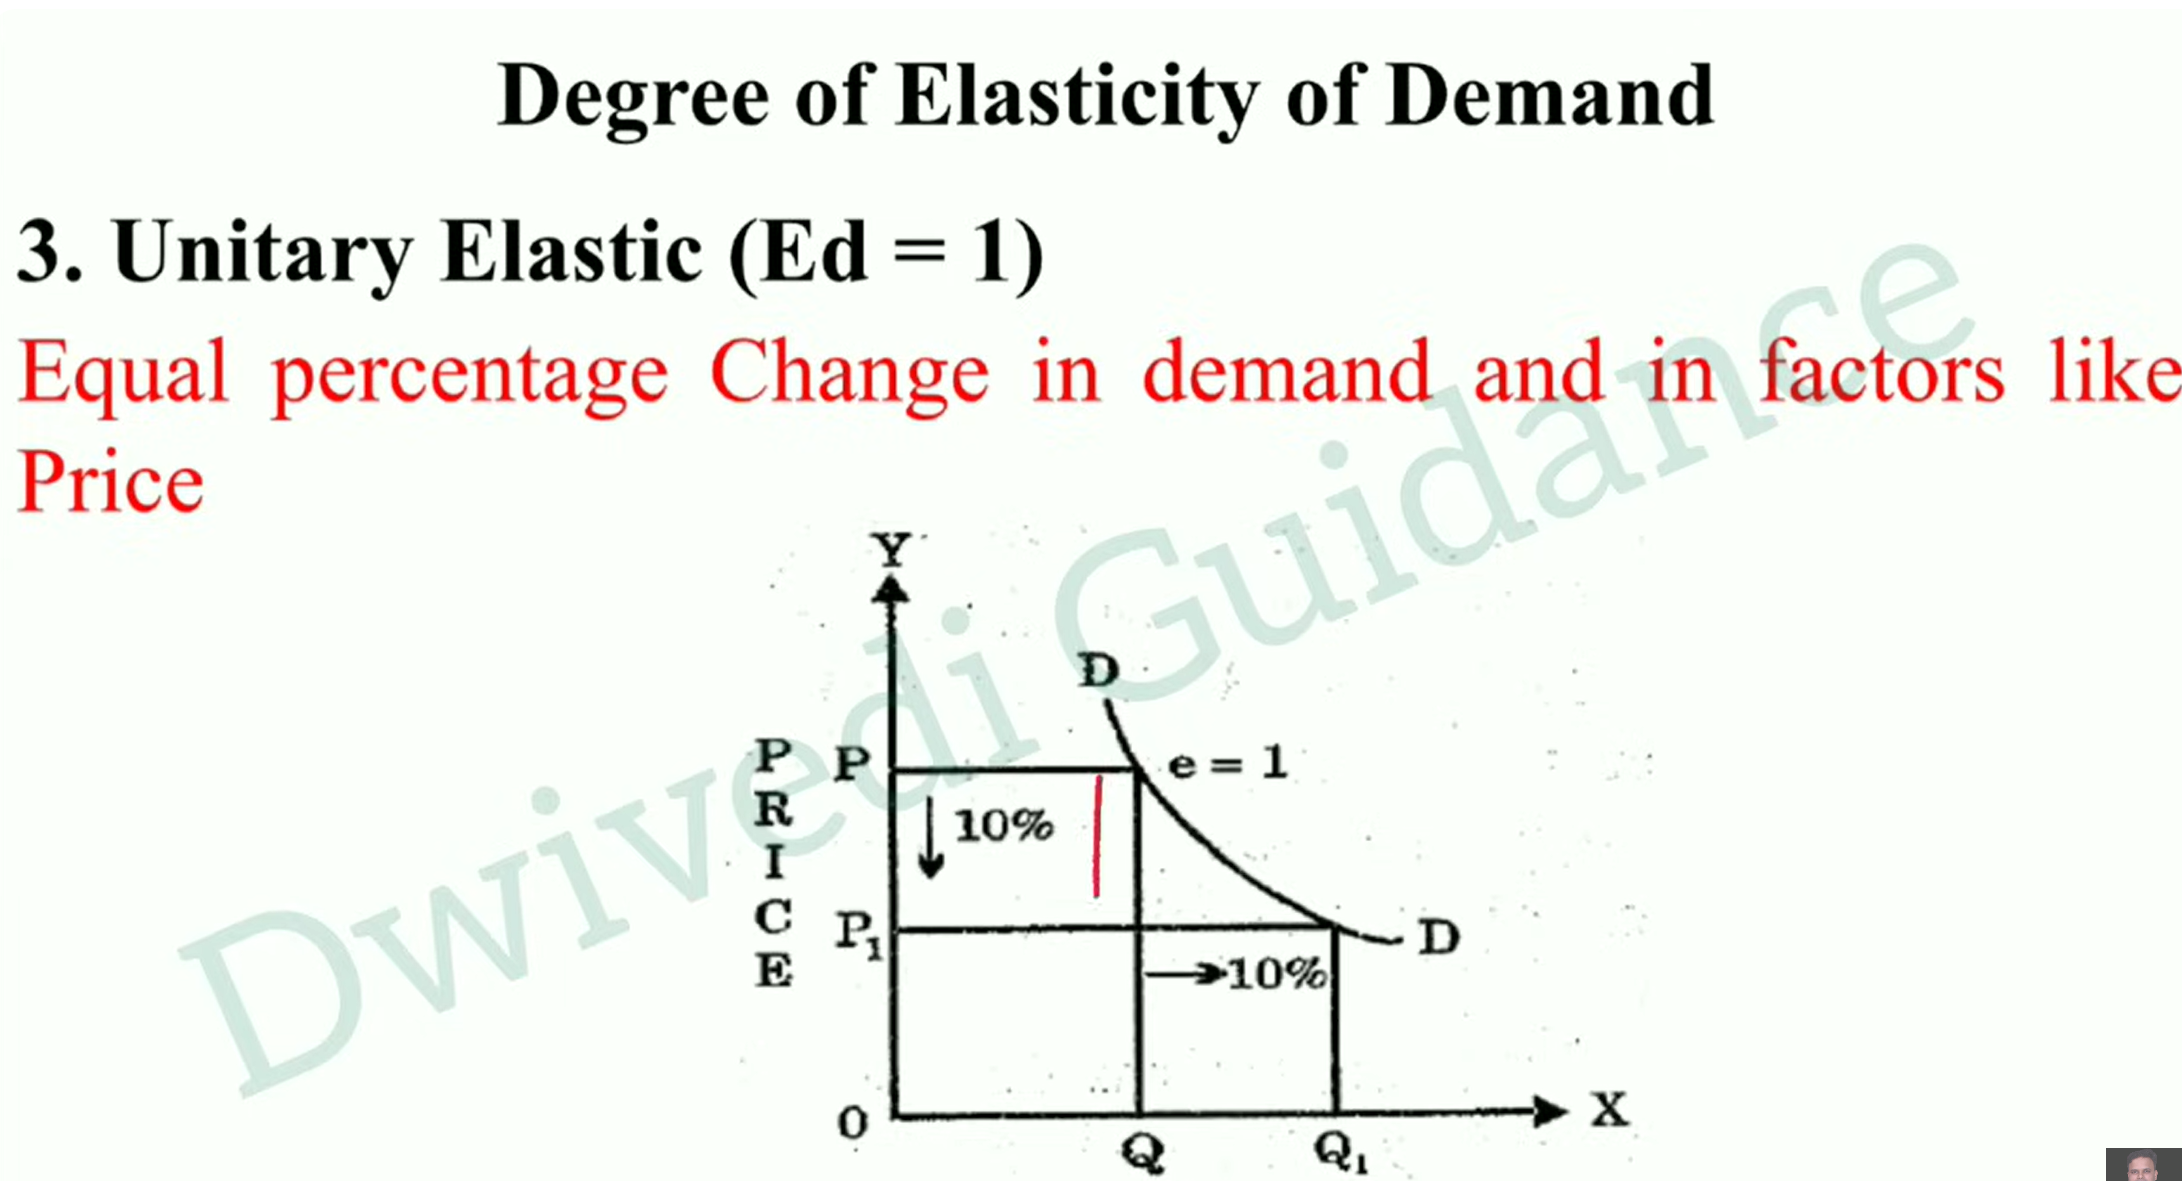 Degree of Elasticity of Demand
3. Unitary Elastic (Ed = 1)
Equal percentage Change in demand and in factors like
Price
Dwivedi Guidance
Y
D
PRICE
P
e = 1
10%
P₁
D
10%
O
X
Q
Q₁